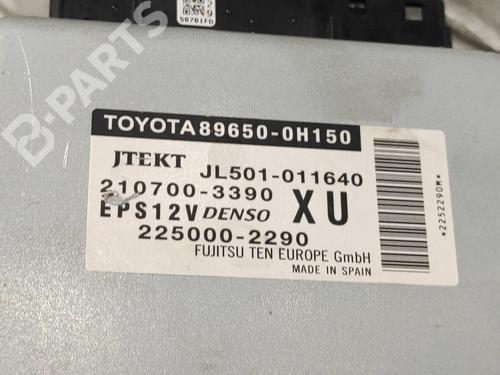 50701FD
TOYOTA 89650-0H150
JTEKT JL501-011640
210700-3390
EPS12V DENSO XU
225000-2290
FUJITSU TEN EUROPE GmbH
MADE IN SPAIN
*2252290M*
B-PARTS